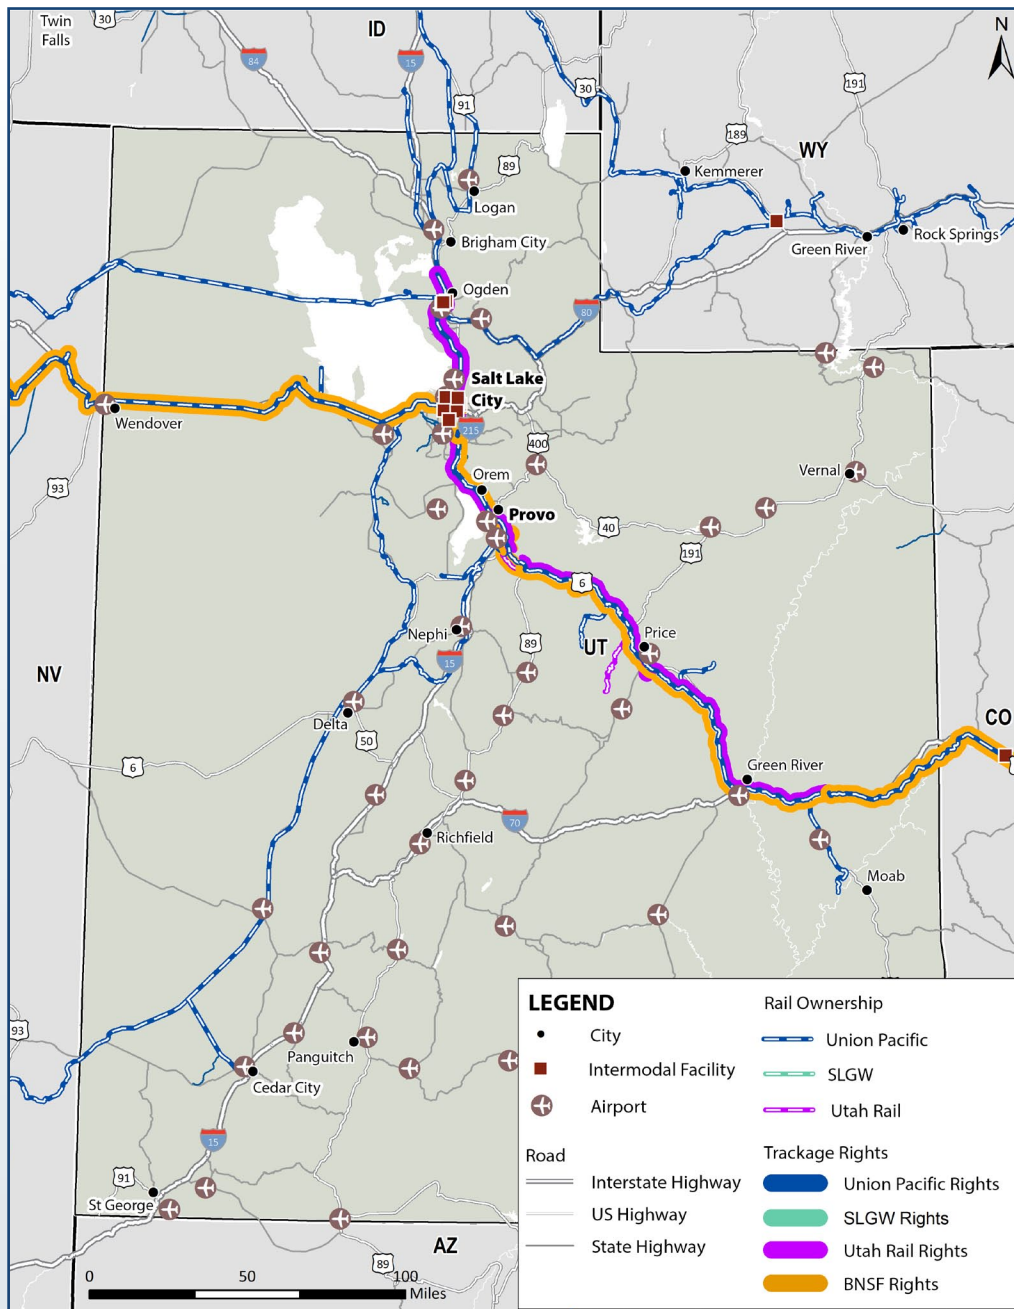 Twin
Falls
30
ID
N
84
15
91
30
191
189
WY
89
Kemmerer
Logan
Brigham City
Green River
Rock Springs
Ogden
80
Salt Lake
City
Wendover
215
400
Orem
Vernal
93
Provo
40
191
6
Nephi
89
UT
Price
15
NV
Delta
50
CO
6
Green River
70
Richfield
Moab
93
Panguitch
Cedar City
15
91
St George
AZ
89
0
50
100
Miles
LEGEND
City
Intermodal Facility
Airport
Road
Interstate Highway
US Highway
State Highway
Rail Ownership
Union Pacific
SLGW
Utah Rail
Trackage Rights
Union Pacific Rights
SLGW Rights
Utah Rail Rights
BNSF Rights